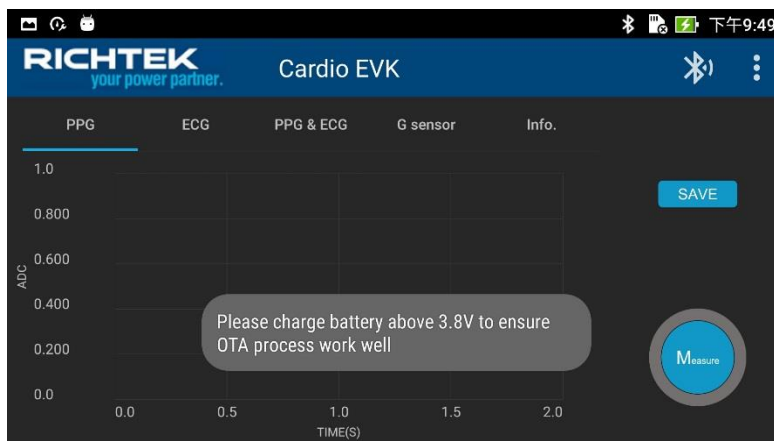 下午9:49
RICHTEK
your power partner.
Cardio EVK
PPG ECG PPG & ECG G sensor Info.
SAVE
1.0
0.800
0.600
0.400
0.200
0.0
ADC
Please charge battery above 3.8V to ensure
OTA process work well
Measure
0.0 0.5 1.0 1.5 2.0
TIME(S)